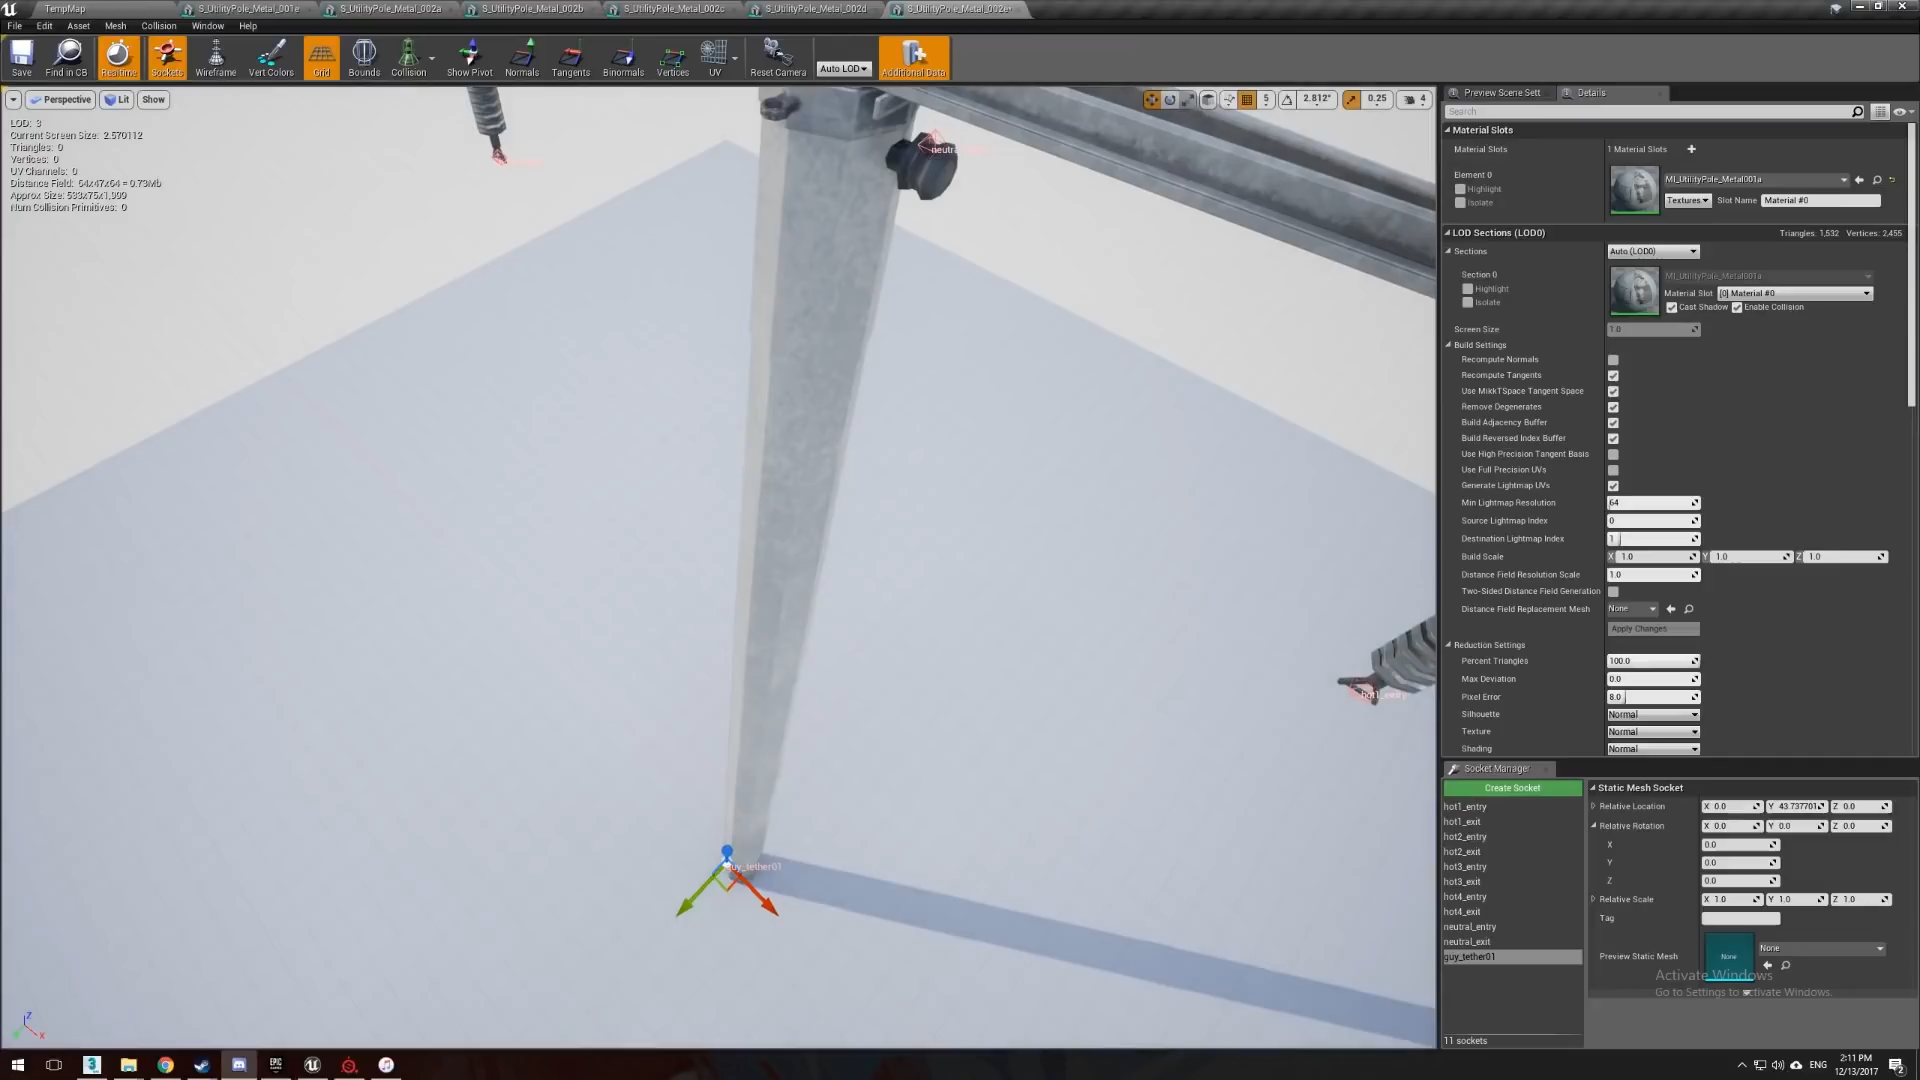 TempMap
S_UtilityPole_Metal_001e
S_UtilityPole_Metal_002a
S_UtilityPole_Metal_002b
S_UtilityPole_Metal_002c
S_UtilityPole_Metal_002d
S_UtilityPole_Metal_002e*
File Edit Asset Mesh Collision Window Help
Save
Find in CB
Realtime
Sockets
Wireframe
Vert Colors
Grid
Bounds
Collision
Show Pivot
Normals
Tangents
Binormals
Vertices
UV
Reset Camera
Auto LOD
Additional Data
Perspective Lit Show
5 2.812° 0.25 4
LOD: 3
Current Screen Size: 2.570112
Triangles: 0
Vertices: 0
UV Channels: 0
Distance Field: 64x47x64 = 0.73Mb
Approx Size: 533x75x1,999
Num Collision Primitives: 0
hot1_entry
guy_tether01
Preview Scene Sett
Details
Search
Material Slots
Material Slots 1 Material Slots
Element 0
Highlight
Isolate
MI_UtilityPole_Metal001a
Textures Slot Name Material #0
LOD Sections (LOD0) Triangles: 1,532 Vertices: 2,455
Sections Auto (LOD0)
Section 0
Highlight
Isolate
MI_UtilityPole_Metal001a
Material Slot [0] Material #0
Cast Shadow Enable Collision
Screen Size 1.0
Build Settings
Recompute Normals
Recompute Tangents
Use MikkTSpace Tangent Space
Remove Degenerates
Build Adjacency Buffer
Build Reversed Index Buffer
Use High Precision Tangent Basis
Use Full Precision UVs
Generate Lightmap UVs
Min Lightmap Resolution 64
Source Lightmap Index 0
Destination Lightmap Index 1
Build Scale X 1.0 Y 1.0 Z 1.0
Distance Field Resolution Scale 1.0
Two-Sided Distance Field Generation
Distance Field Replacement Mesh None
Apply Changes
Reduction Settings
Percent Triangles 100.0
Max Deviation 0.0
Pixel Error 8.0
Silhouette Normal
Texture Normal
Shading Normal
Socket Manager
Create Socket
hot1_entry
hot1_exit
hot2_entry
hot2_exit
hot3_entry
hot3_exit
hot4_entry
hot4_exit
neutral_entry
neutral_exit
guy_tether01
11 sockets
Static Mesh Socket
Relative Location X 0.0 Y 43.737701 Z 0.0
Relative Rotation X 0.0 Y 0.0 Z 0.0
X 0.0
Y 0.0
Z 0.0
Relative Scale X 1.0 Y 1.0 Z 1.0
Tag
Preview Static Mesh None None
Activate Windows
Go to Settings to activate Windows.
ENG
2:11 PM
12/13/2017